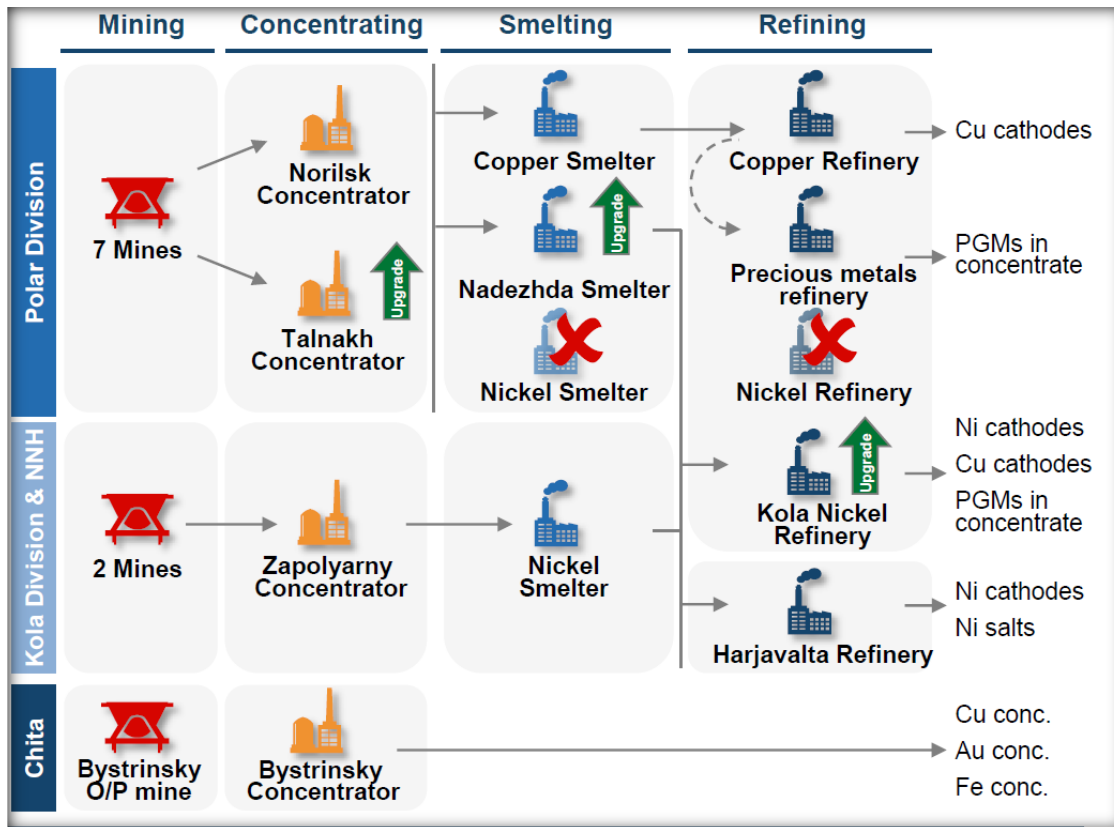 Mining
Concentrating
Smelting
Refining
Polar Division
7 Mines
Norilsk
Concentrator
Talnakh
Concentrator
Upgrade
Copper Smelter
Upgrade
Nadezhda Smelter
Nickel Smelter
Copper Refinery
Precious metals
refinery
Nickel Refinery
Cu cathodes
PGMs in
concentrate
Kola Division & NNH
2 Mines
Zapolyarny
Concentrator
Nickel
Smelter
Upgrade
Kola Nickel
Refinery
Harjavalta Refinery
Ni cathodes
Cu cathodes
PGMs in
concentrate
Ni cathodes
Ni salts
Chita
Bystrinsky
O/P mine
Bystrinsky
Concentrator
Cu conc.
Au conc.
Fe conc.